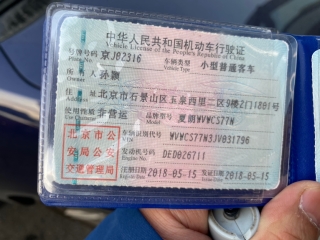 中华人民共和国机动车行驶证
Vehicle License of the People's Republic of China
号牌号码 京J82316 车辆类型 小型普通客车
Plate No. Vehicle Type
所有人 孙颖
Owner
住址 北京市石景山区玉泉西里二区9楼2门1801号
Address
使用性质 非营运 品牌型号 夏朗WVWCS77N
Use Character Model
北京市公安局公安交通管理局
车辆识别代号 WVWCS77N3JV031796
VIN
发动机号码 DED026711
Engine No.
注册日期 2018-05-15 发证日期 2018-05-15